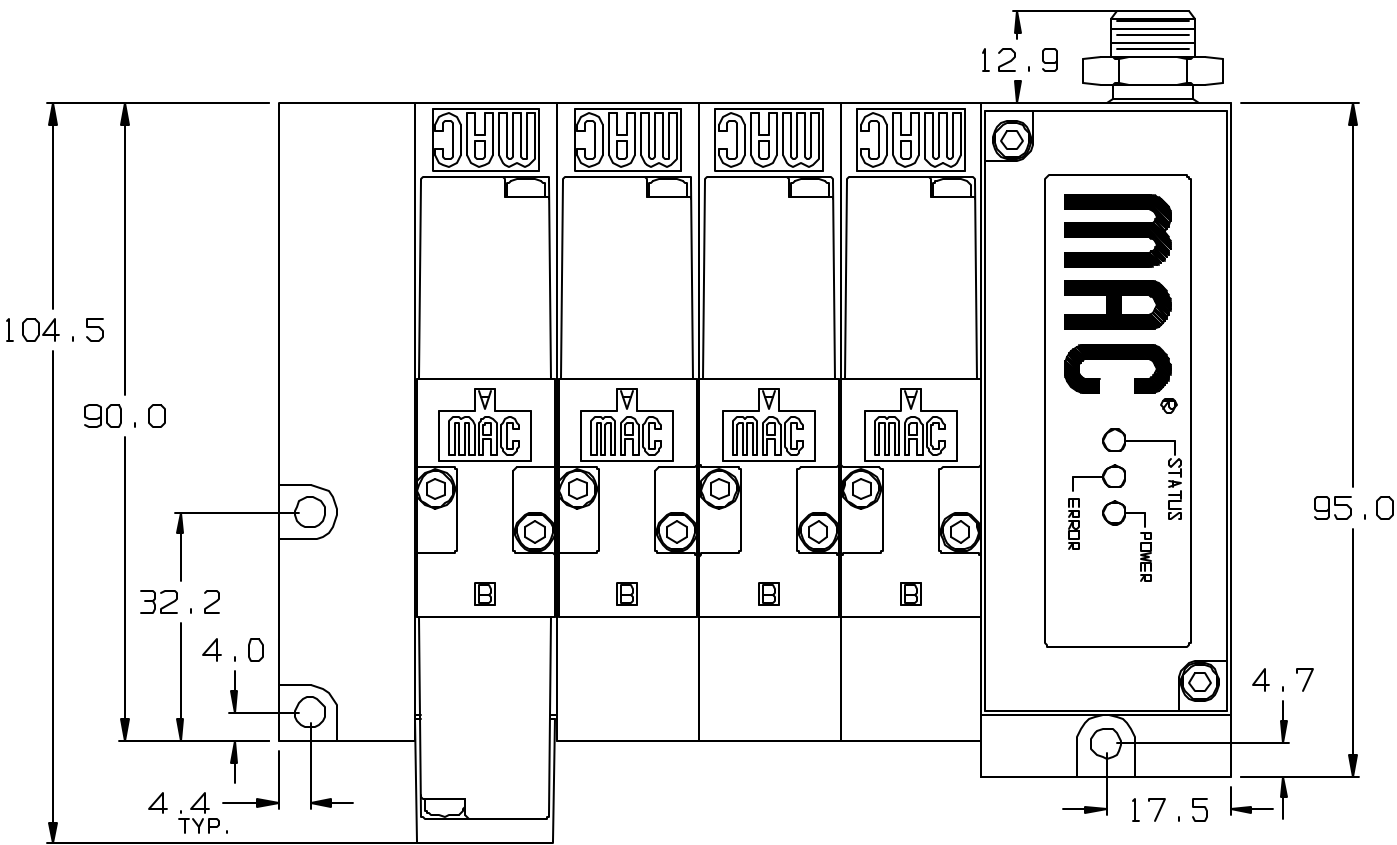 12.9
MAC MAC MAC MAC
MAC®
104.5
90.0
A A A A
MAC MAC MAC MAC
STATUS
ERROR
POWER
95.0
32.2
B B B B
4.0
4.7
4.4
TYP.
17.5